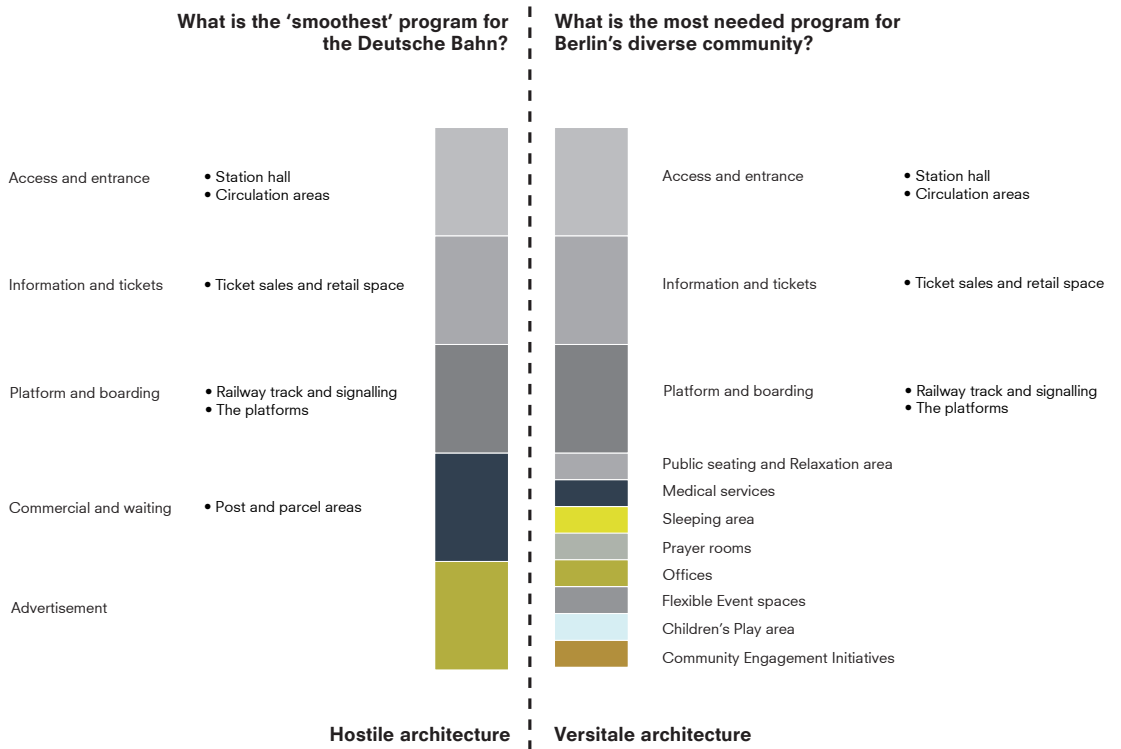 What is the ‘smoothest’ program for
the Deutsche Bahn?
Access and entrance
• Station hall
• Circulation areas
Information and tickets
• Ticket sales and retail space
Platform and boarding
• Railway track and signalling
• The platforms
Commercial and waiting
• Post and parcel areas
Advertisement
Hostile architecture
What is the most needed program for
Berlin’s diverse community?
Access and entrance
• Station hall
• Circulation areas
Information and tickets
• Ticket sales and retail space
Platform and boarding
• Railway track and signalling
• The platforms
Public seating and Relaxation area
Medical services
Sleeping area
Prayer rooms
Offices
Flexible Event spaces
Children’s Play area
Community Engagement Initiatives
Versitale architecture